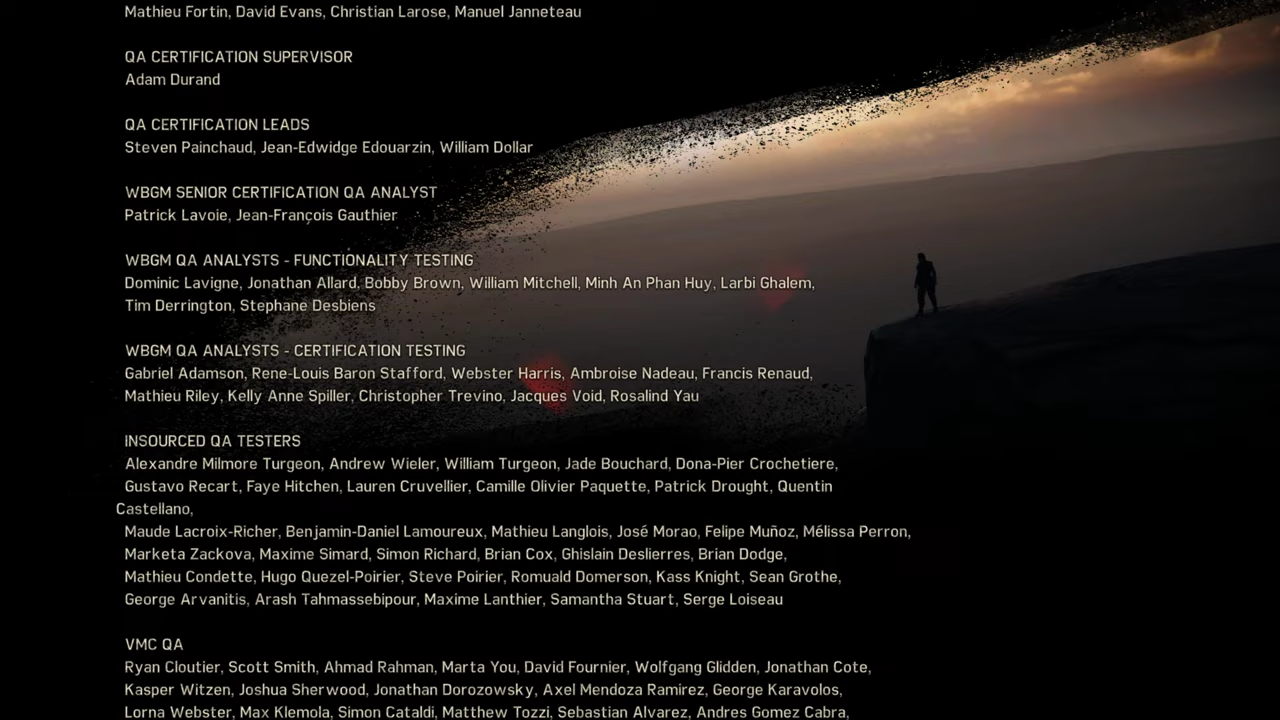 Mathieu Fortin, David Evans, Christian Larose, Manuel Janneteau
QA CERTIFICATION SUPERVISOR
Adam Durand
QA CERTIFICATION LEADS
Steven Painchaud, Jean-Edwidge Edouarzin, William Dollar
WBGM SENIOR CERTIFICATION QA ANALYST
Patrick Lavoie, Jean-François Gauthier
WBGM QA ANALYSTS - FUNCTIONALITY TESTING
Dominic Lavigne, Jonathan Allard, Bobby Brown, William Mitchell, Minh An Phan Huy, Larbi Ghalem,
Tim Derrington, Stephane Desbiens
WBGM QA ANALYSTS - CERTIFICATION TESTING
Gabriel Adamson, Rene-Louis Baron Stafford, Webster Harris, Ambroise Nadeau, Francis Renaud,
Mathieu Riley, Kelly Anne Spiller, Christopher Trevino, Jacques Void, Rosalind Yau
INSOURCED QA TESTERS
Alexandre Milmore Turgeon, Andrew Wieler, William Turgeon, Jade Bouchard, Dona-Pier Crochetiere,
Gustavo Recart, Faye Hitchen, Lauren Cruvellier, Camille Olivier Paquette, Patrick Drought, Quentin
Castellano,
Maude Lacroix-Richer, Benjamin-Daniel Lamoureux, Mathieu Langlois, José Morao, Felipe Muñoz, Mélissa Perron,
Marketa Zackova, Maxime Simard, Simon Richard, Brian Cox, Ghislain Deslierres, Brian Dodge,
Mathieu Condette, Hugo Quezel-Poirier, Steve Poirier, Romuald Domerson, Kass Knight, Sean Grothe,
George Arvanitis, Arash Tahmassebipour, Maxime Lanthier, Samantha Stuart, Serge Loiseau
VMC QA
Ryan Cloutier, Scott Smith, Ahmad Rahman, Marta You, David Fournier, Wolfgang Glidden, Jonathan Cote,
Kasper Witzen, Joshua Sherwood, Jonathan Dorozowsky, Axel Mendoza Ramirez, George Karavolos,
Lorna Webster, Max Klemola, Simon Cataldi, Matthew Tozzi, Sebastian Alvarez, Andres Gomez Cabra,